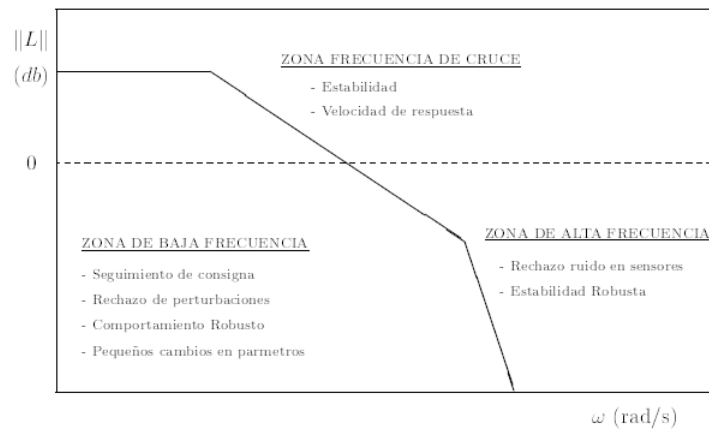 ||L||
(db)
0
ZONA FRECUENCIA DE CRUCE
- Estabilidad
- Velocidad de respuesta
ZONA DE BAJA FRECUENCIA
- Seguimiento de consigna
- Rechazo de perturbaciones
- Comportamiento Robusto
- Pequeños cambios en parmetros
ZONA DE ALTA FRECUENCIA
- Rechazo ruido en sensores
- Estabilidad Robusta
ω (rad/s)